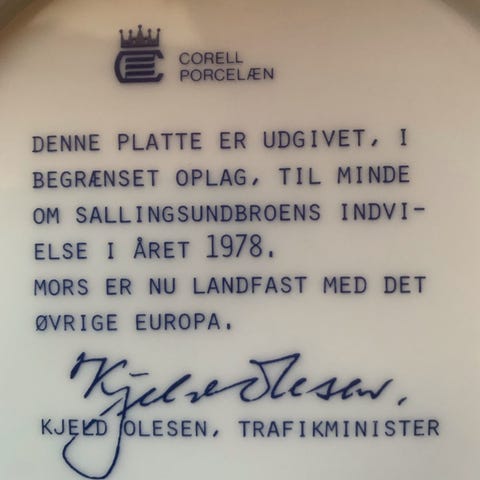 CORELL
PORCELÆN
DENNE PLATTE ER UDGIVET, I
BEGRÆNSET OPLAG, TIL MINDE
OM SALLINGSUNDBROENS INDVI-
ELSE I ÅRET 1978.
MORS ER NU LANDFAST MED DET
ØVRIGE EUROPA.
Kjeld Olesen.
KJELD OLESEN, TRAFIKMINISTER